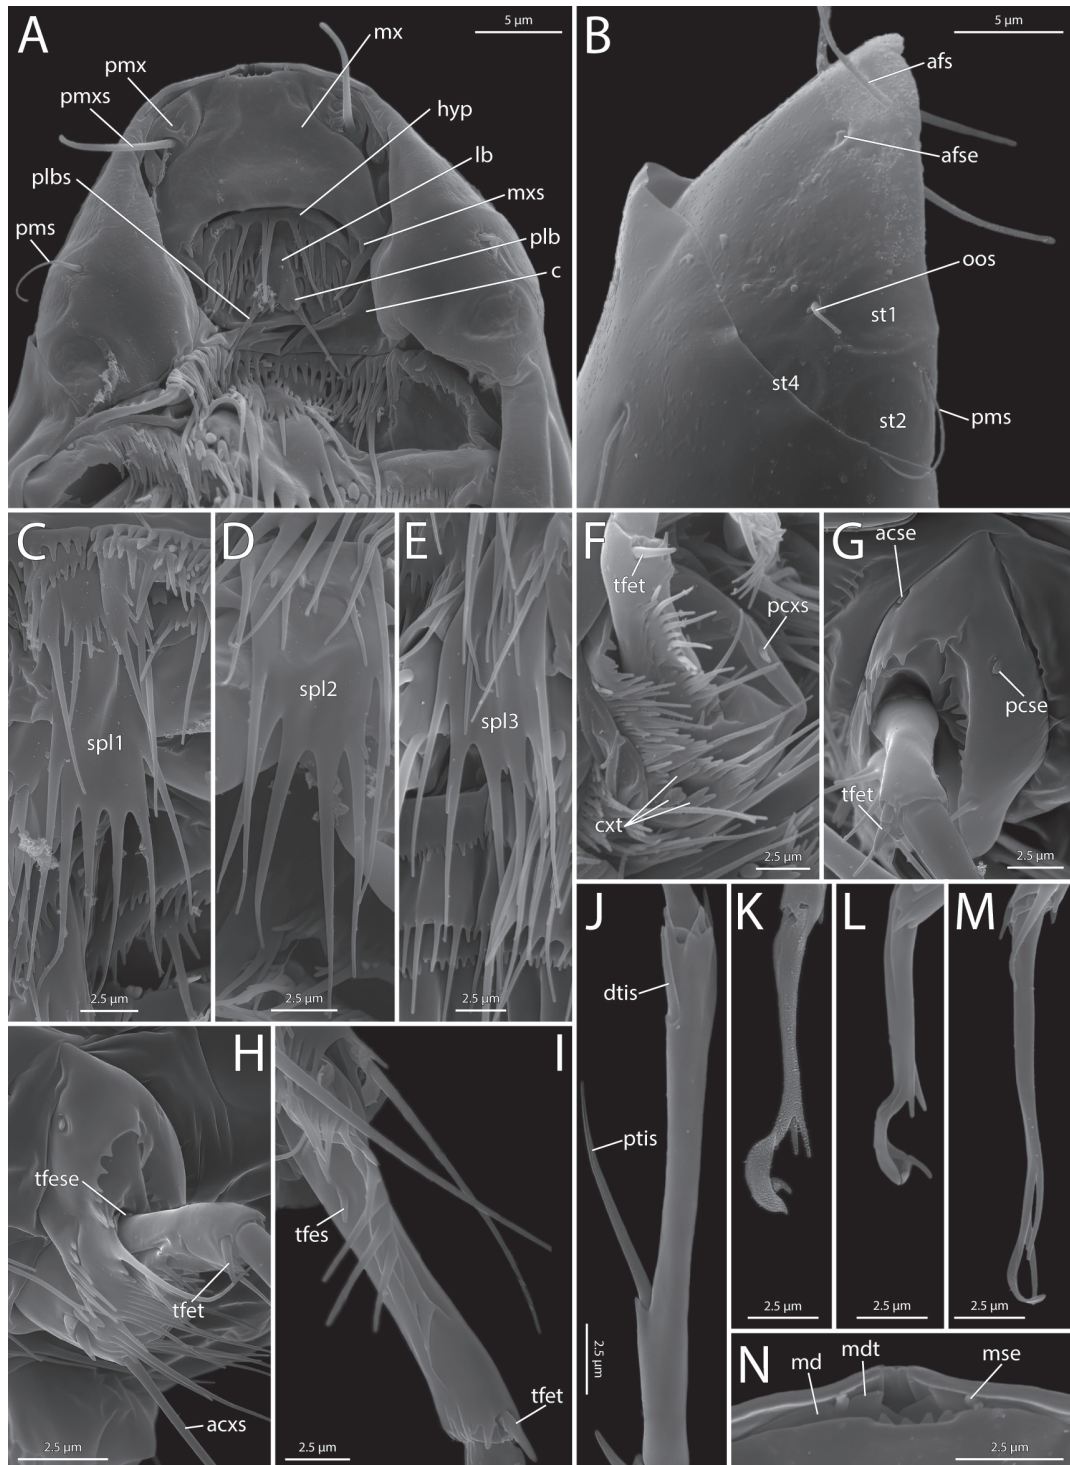 A
5 µm
mx
pmx
pmxs
hyp
lb
plbs
mxs
plb
pms
c
B
5 µm
afs
afse
oos
st1
st4
st2
pms
C
spl1
2.5 µm
D
spl2
2.5 µm
E
spl3
2.5 µm
F
tfet
pcxs
cxt
2.5 µm
G
acse
pcse
tfet
2.5 µm
H
tfese
tfet
acxs
2.5 µm
I
tfes
tfet
2.5 µm
J
dtis
ptis
2.5 µm
K
2.5 µm
L
2.5 µm
M
2.5 µm
N
md
mdt
mse
2.5 µm